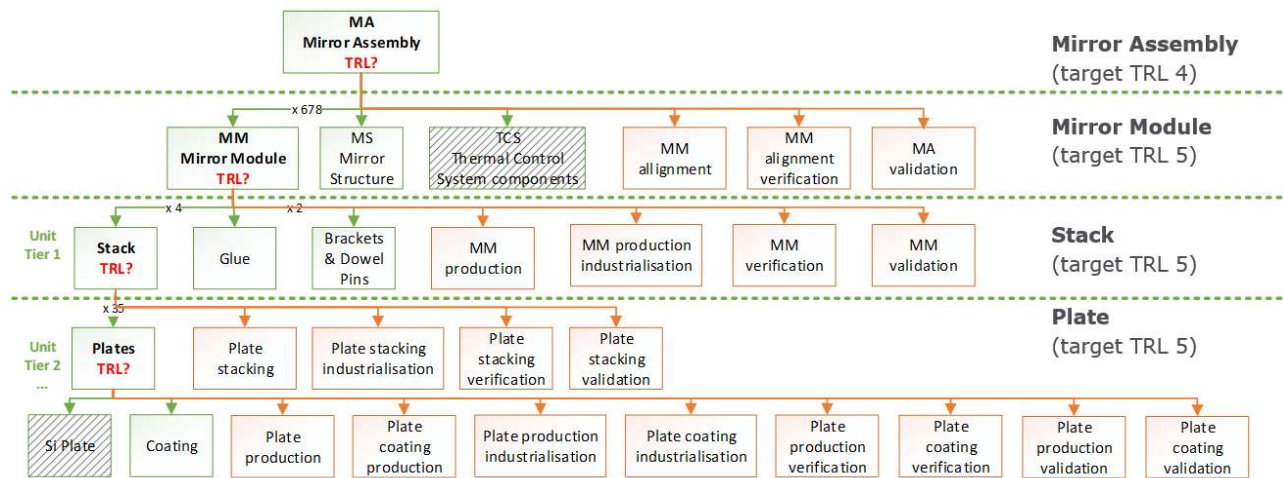 MA
Mirror Assembly
TRL?
Mirror Assembly
(target TRL 4)
x 678
MM
Mirror Module
TRL?
MS
Mirror
Structure
TCS
Thermal Control
System components
MM
allignment
MM
alignment
verification
MA
validation
Mirror Module
(target TRL 5)
x 4
x 2
Unit
Tier 1
Stack
TRL?
Glue
Brackets
& Dowel
Pins
MM
production
MM production
industrialisation
MM
verification
MM
validation
Stack
(target TRL 5)
x 35
Unit
Tier 2
...
Plates
TRL?
Plate
stacking
Plate stacking
industrialisation
Plate
stacking
verification
Plate
stacking
validation
Plate
(target TRL 5)
Si Plate
Coating
Plate
production
Plate
coating
production
Plate production
industrialisation
Plate coating
industrialisation
Plate
production
verification
Plate
coating
verification
Plate
production
validation
Plate
coating
validation